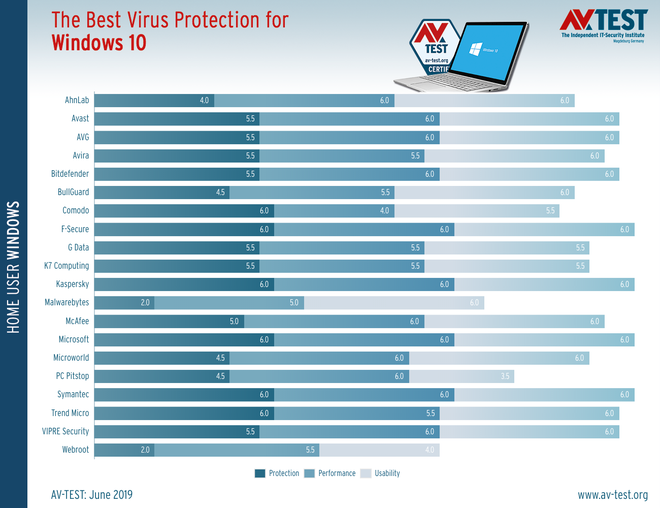 The Best Virus Protection for
Windows 10
AV TEST
av-test.org
CERTIF
Windows 10
AV TEST
The Independent IT-Security Institute
Magdeburg Germany
HOME USER WINDOWS
AhnLab 4.0 6.0 6.0
Avast 5.5 6.0 6.0
AVG 5.5 6.0 6.0
Avira 5.5 5.5 6.0
Bitdefender 5.5 6.0 6.0
BullGuard 4.5 5.5 6.0
Comodo 6.0 4.0 5.5
F-Secure 6.0 6.0 6.0
G Data 5.5 5.5 5.5
K7 Computing 5.5 5.5 5.5
Kaspersky 6.0 6.0 6.0
Malwarebytes 2.0 5.0 6.0
McAfee 5.0 6.0 6.0
Microsoft 6.0 6.0 6.0
Microworld 4.5 6.0 6.0
PC Pitstop 4.5 6.0 3.5
Symantec 6.0 6.0 6.0
Trend Micro 6.0 5.5 6.0
VIPRE Security 5.5 6.0 6.0
Webroot 2.0 5.5 4.0
Protection Performance Usability
AV-TEST: June 2019
www.av-test.org